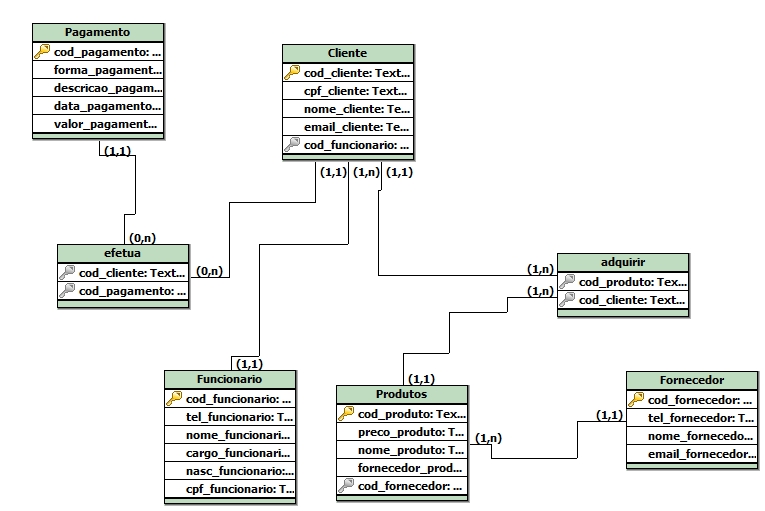 Pagamento
cod_pagamento: ...
forma_pagament...
descricao_pagam...
data_pagamento...
valor_pagament...
(1,1)
Cliente
cod_cliente: Text...
cpf_cliente: Text...
nome_cliente: Te...
email_cliente: Te...
cod_funcionario: ...
(1,1)
(1,n)
(1,1)
(0,n)
efetua
cod_cliente: Text...
cod_pagamento: ...
(0,n)
adquirir
cod_produto: Tex...
cod_cliente: Text...
(1,n)
(1,n)
(1,1)
Funcionario
cod_funcionario: ...
tel_funcionario: T...
nome_funcionari...
cargo_funcionari...
nasc_funcionario:...
cpf_funcionario: T...
(1,1)
Produtos
cod_produto: Tex...
preco_produto: T...
nome_produto: T...
fornecedor_prod...
cod_fornecedor: ...
(1,n)
(1,1)
Fornecedor
cod_fornecedor: ...
tel_fornecedor: T...
nome_fornecedo...
email_fornecedor...